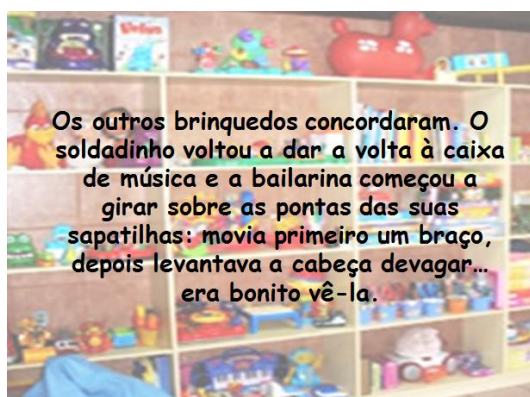 Os outros brinquedos concordaram. O
soldadinho voltou a dar a volta à caixa
de música e a bailarina começou a
girar sobre as pontas das suas
sapatilhas: movia primeiro um braço,
depois levantava a cabeça devagar…
era bonito vê-la.